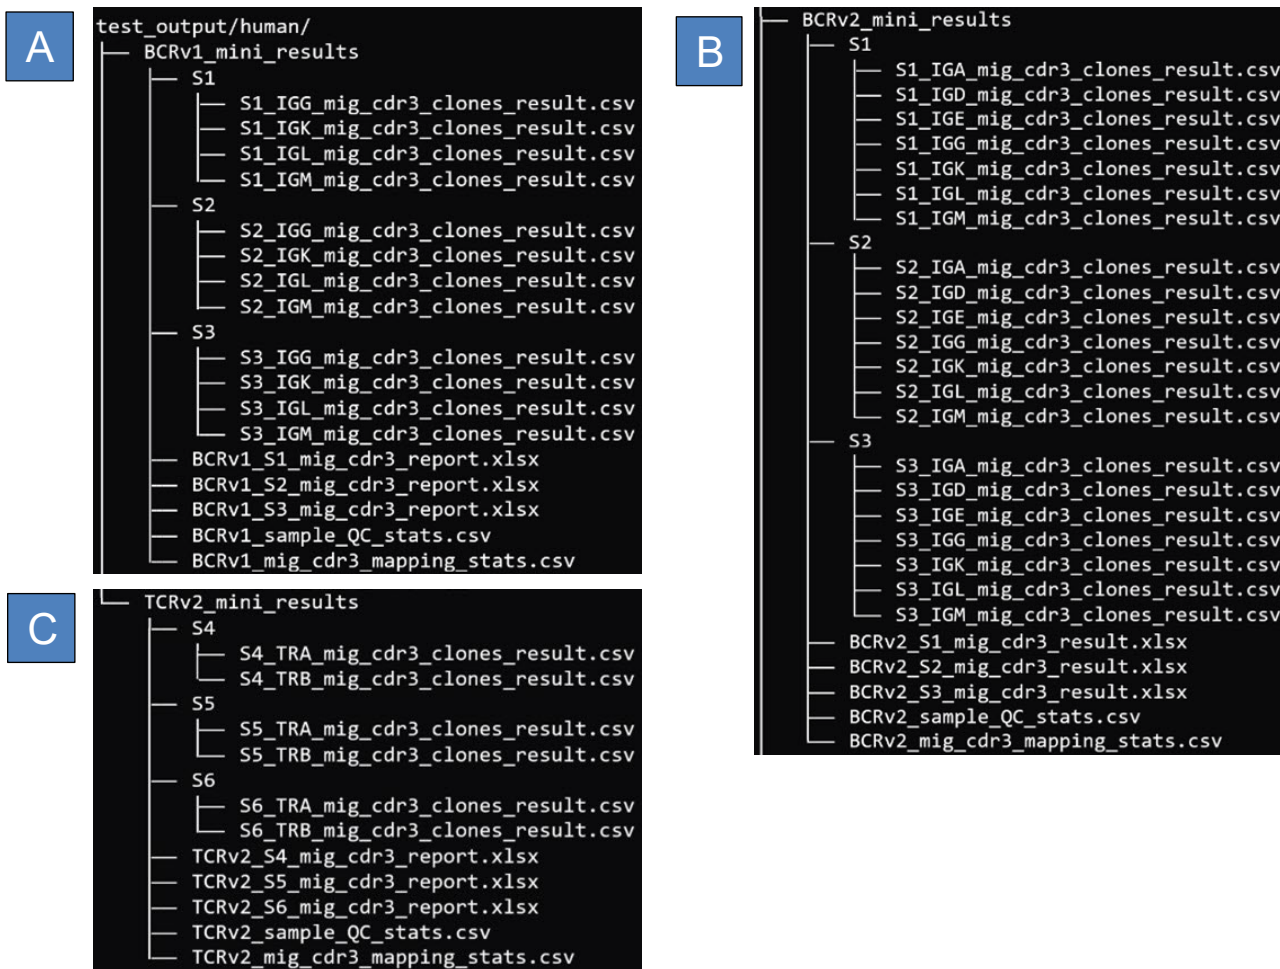 A
test_output/human/
BCRv1_mini_results
S1
S1_IGG_mig_cdr3_clones_result.csv
S1_IGK_mig_cdr3_clones_result.csv
S1_IGL_mig_cdr3_clones_result.csv
S1_IGM_mig_cdr3_clones_result.csv
S2
S2_IGG_mig_cdr3_clones_result.csv
S2_IGK_mig_cdr3_clones_result.csv
S2_IGL_mig_cdr3_clones_result.csv
S2_IGM_mig_cdr3_clones_result.csv
S3
S3_IGG_mig_cdr3_clones_result.csv
S3_IGK_mig_cdr3_clones_result.csv
S3_IGL_mig_cdr3_clones_result.csv
S3_IGM_mig_cdr3_clones_result.csv
BCRv1_S1_mig_cdr3_report.xlsx
BCRv1_S2_mig_cdr3_report.xlsx
BCRv1_S3_mig_cdr3_report.xlsx
BCRv1_sample_QC_stats.csv
BCRv1_mig_cdr3_mapping_stats.csv
B
BCRv2_mini_results
S1
S1_IGA_mig_cdr3_clones_result.csv
S1_IGD_mig_cdr3_clones_result.csv
S1_IGE_mig_cdr3_clones_result.csv
S1_IGG_mig_cdr3_clones_result.csv
S1_IGK_mig_cdr3_clones_result.csv
S1_IGL_mig_cdr3_clones_result.csv
S1_IGM_mig_cdr3_clones_result.csv
S2
S2_IGA_mig_cdr3_clones_result.csv
S2_IGD_mig_cdr3_clones_result.csv
S2_IGE_mig_cdr3_clones_result.csv
S2_IGG_mig_cdr3_clones_result.csv
S2_IGK_mig_cdr3_clones_result.csv
S2_IGL_mig_cdr3_clones_result.csv
S2_IGM_mig_cdr3_clones_result.csv
S3
S3_IGA_mig_cdr3_clones_result.csv
S3_IGD_mig_cdr3_clones_result.csv
S3_IGE_mig_cdr3_clones_result.csv
S3_IGG_mig_cdr3_clones_result.csv
S3_IGK_mig_cdr3_clones_result.csv
S3_IGL_mig_cdr3_clones_result.csv
S3_IGM_mig_cdr3_clones_result.csv
BCRv2_S1_mig_cdr3_result.xlsx
BCRv2_S2_mig_cdr3_result.xlsx
BCRv2_S3_mig_cdr3_result.xlsx
BCRv2_sample_QC_stats.csv
BCRv2_mig_cdr3_mapping_stats.csv
C
TCRv2_mini_results
S4
S4_TRA_mig_cdr3_clones_result.csv
S4_TRB_mig_cdr3_clones_result.csv
S5
S5_TRA_mig_cdr3_clones_result.csv
S5_TRB_mig_cdr3_clones_result.csv
S6
S6_TRA_mig_cdr3_clones_result.csv
S6_TRB_mig_cdr3_clones_result.csv
TCRv2_S4_mig_cdr3_report.xlsx
TCRv2_S5_mig_cdr3_report.xlsx
TCRv2_S6_mig_cdr3_report.xlsx
TCRv2_sample_QC_stats.csv
TCRv2_mig_cdr3_mapping_stats.csv